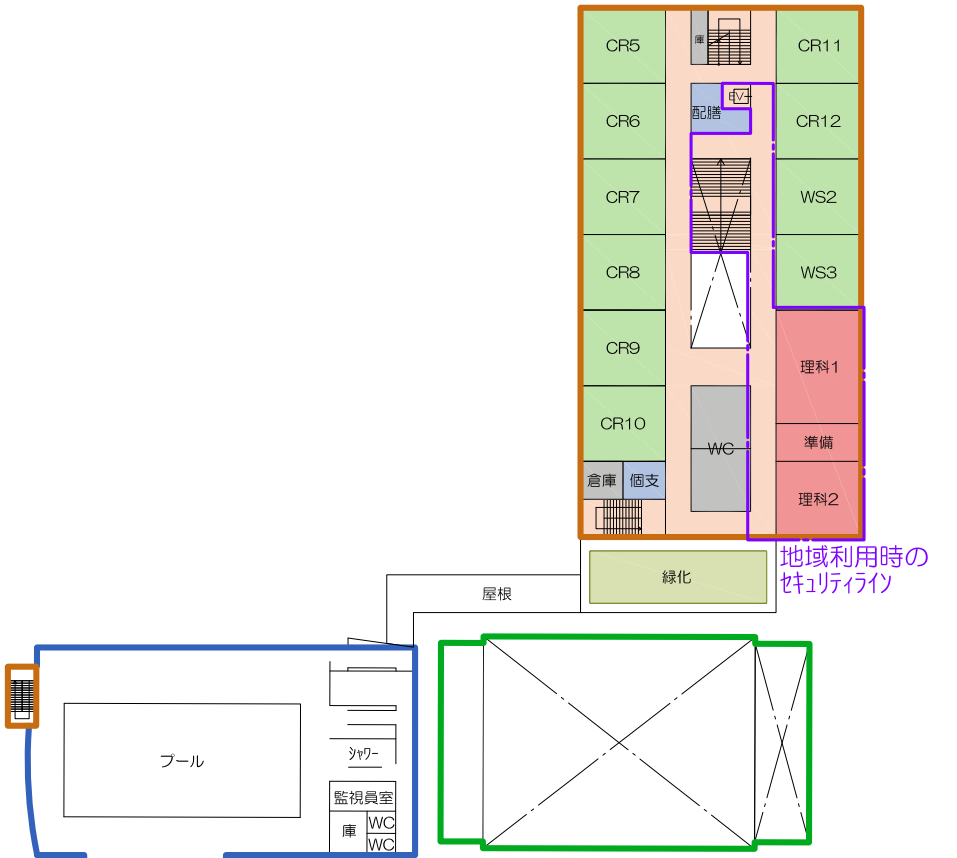 CR5
庫
CR11
CR6
配膳
EV
CR12
CR7
WS2
CR8
WS3
CR9
理科1
CR10
WC
準備
倉庫
個支
理科2
地域利用時の
セキュリティライン
緑化
屋根
プール
シャワー
監視員室
庫
WC
WC